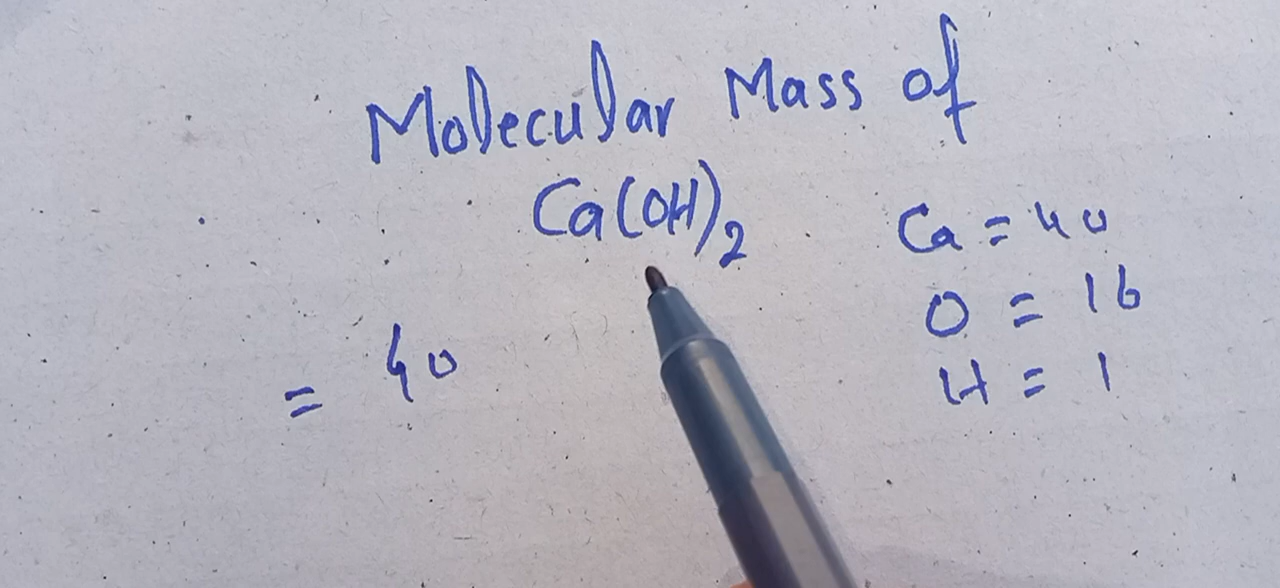 Molecular Mass of
Ca(OH)2
Ca = 40
O = 16
H = 1
= 40